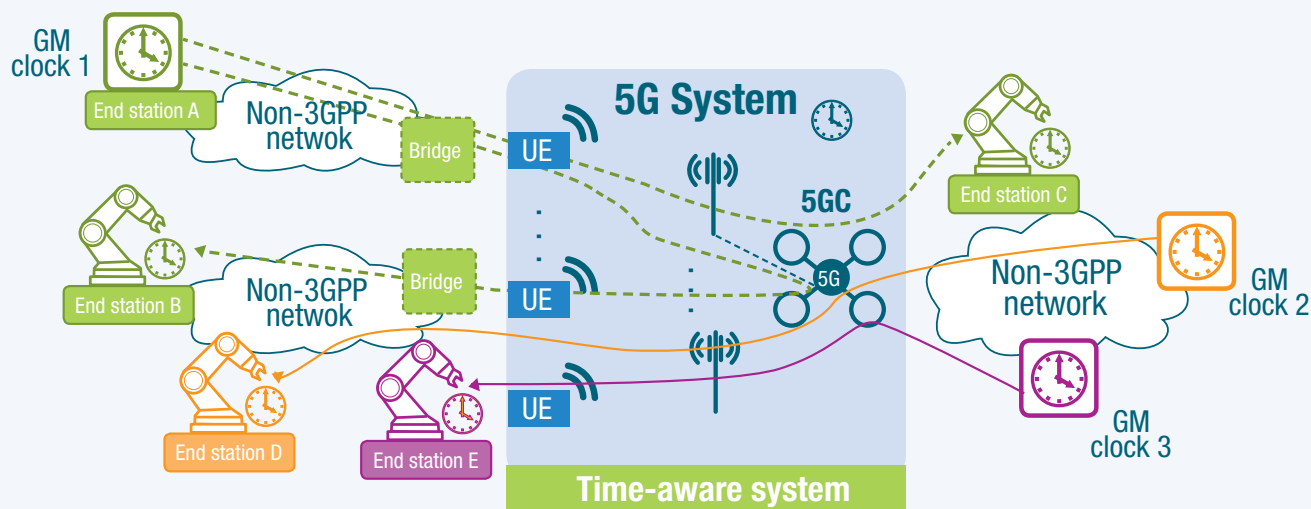 GM
clock 1
End station A
Non-3GPP
netwok
Bridge
UE
5G System
5GC
5G
End station C
End station B
Non-3GPP
netwok
Bridge
UE
Non-3GPP
network
GM
clock 2
End station D
End station E
UE
GM
clock 3
Time-aware system